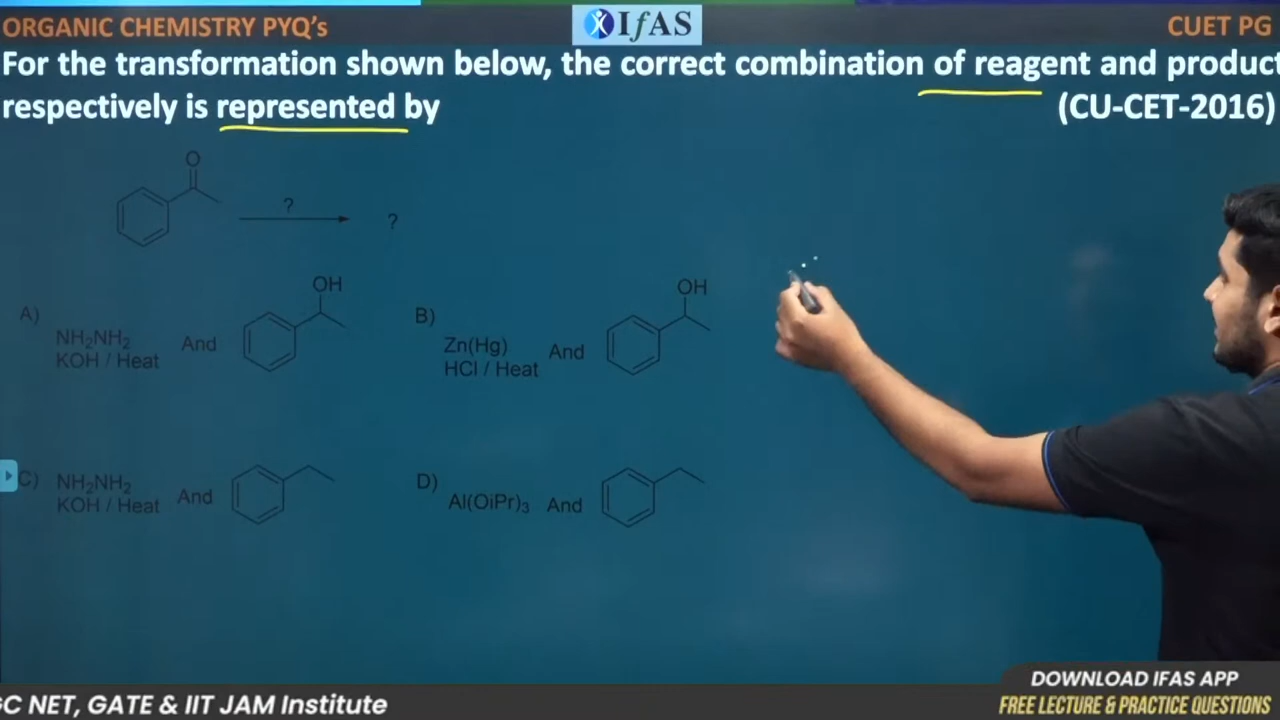 ORGANIC CHEMISTRY PYQ's
IfAS
CUET PG
For the transformation shown below, the correct combination of reagent and product
respectively is represented by
(CU-CET-2016)
O
?
?
A)
NH2NH2
KOH / Heat
And
OH
B)
Zn(Hg)
HCl / Heat
And
OH
C)
NH2NH2
KOH / Heat
And
D)
Al(OiPr)3 And
DOWNLOAD IFAS APP
GC NET, GATE & IIT JAM Institute
FREE LECTURE & PRACTICE QUESTIONS